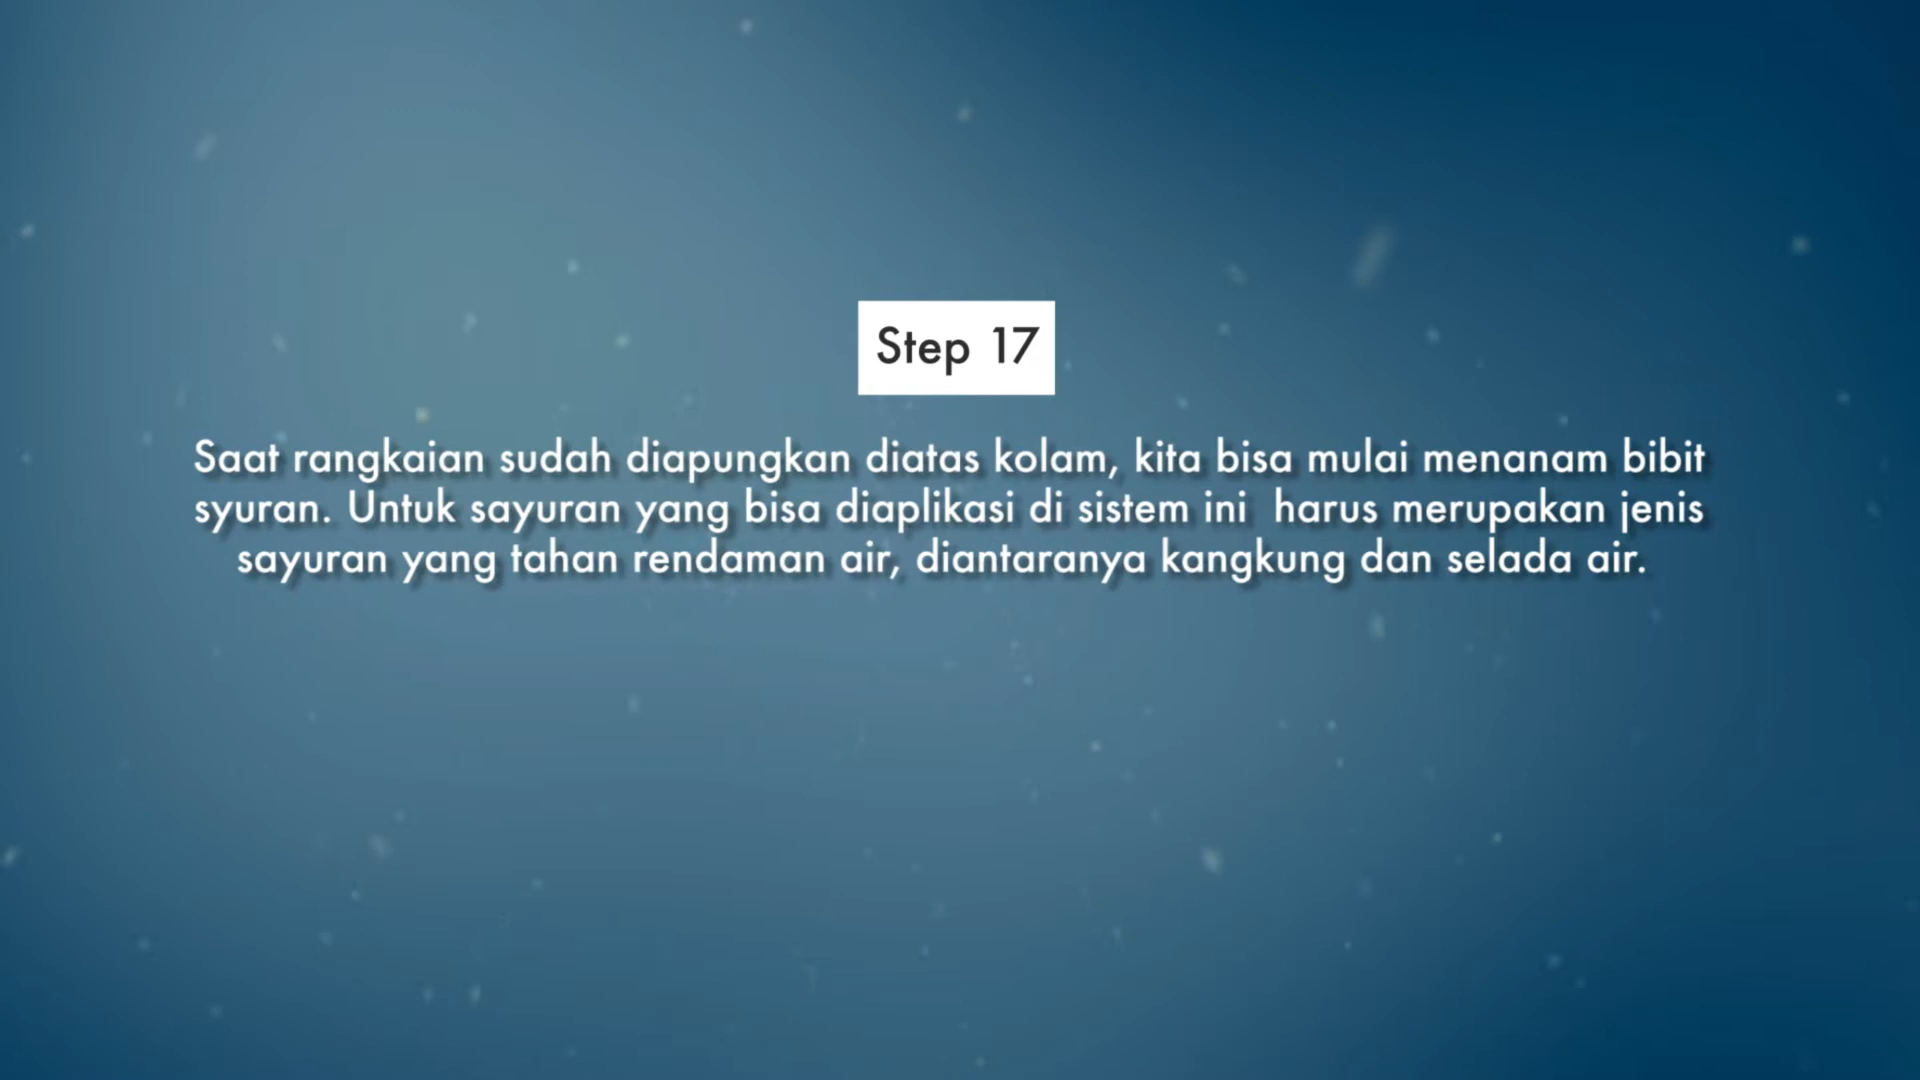 Step 17
Saat rangkaian sudah diapungkan diatas kolam, kita bisa mulai menanam bibit
syuran. Untuk sayuran yang bisa diaplikasi di sistem ini  harus merupakan jenis
sayuran yang tahan rendaman air, diantaranya kangkung dan selada air.